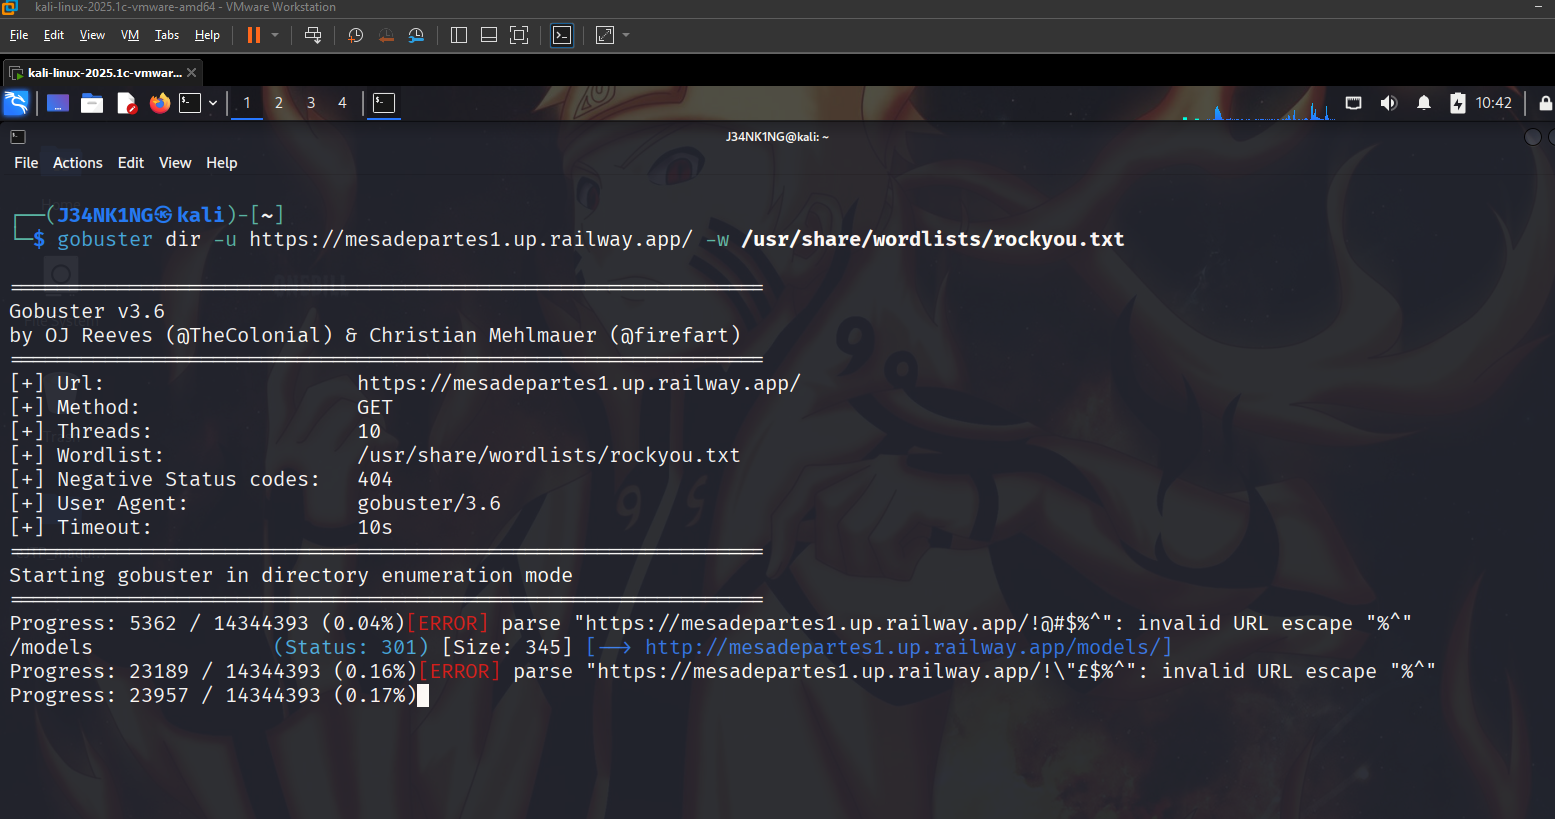 kali-linux-2025.1c-vmware-amd64 - VMware Workstation
File Edit View VM Tabs Help
kali-linux-2025.1c-vmwar...
1 2 3 4 10:42
J34NK1NG@kali: ~
File Actions Edit View Help
┌──(J34NK1NG㉿kali)-[~]
└─$ gobuster dir -u https://mesadepartes1.up.railway.app/ -w /usr/share/wordlists/rockyou.txt
===============================================================
Gobuster v3.6
by OJ Reeves (@TheColonial) & Christian Mehlmauer (@firefart)
===============================================================
[+] Url: https://mesadepartes1.up.railway.app/
[+] Method: GET
[+] Threads: 10
[+] Wordlist: /usr/share/wordlists/rockyou.txt
[+] Negative Status codes: 404
[+] User Agent: gobuster/3.6
[+] Timeout: 10s
===============================================================
Starting gobuster in directory enumeration mode
===============================================================
Progress: 5362 / 14344393 (0.04%)[ERROR] parse "https://mesadepartes1.up.railway.app/!@#$%^": invalid URL escape "%^"
/models (Status: 301) [Size: 345] [--> http://mesadepartes1.up.railway.app/models/]
Progress: 23189 / 14344393 (0.16%)[ERROR] parse "https://mesadepartes1.up.railway.app/!\"£$%^": invalid URL escape "%^"
Progress: 23957 / 14344393 (0.17%)